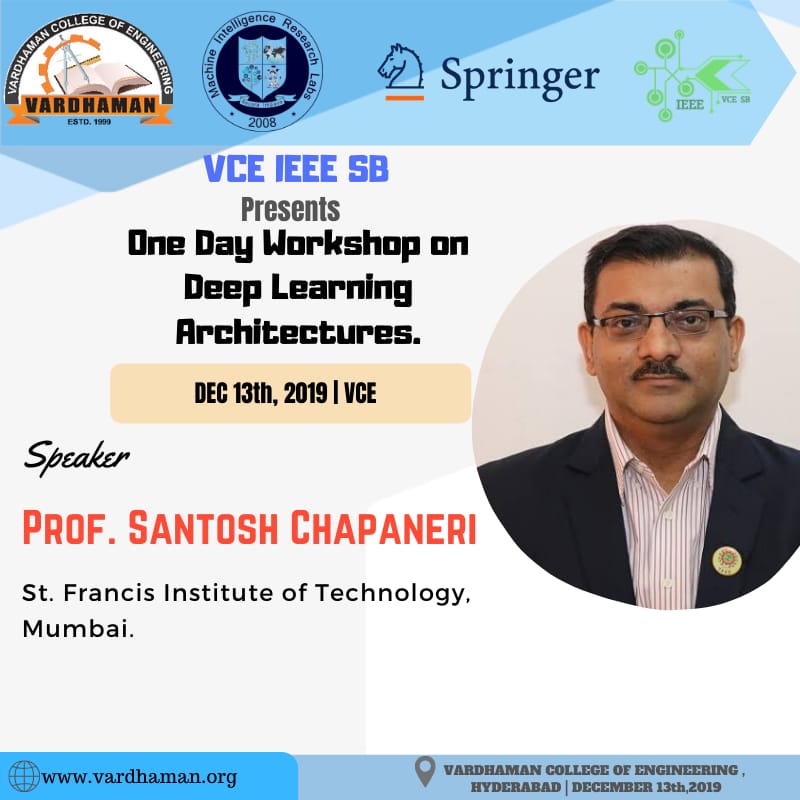 VARDHAMAN COLLEGE OF ENGINEERING
VARDHAMAN
ESTD. 1999
Machine Intelligence Research Labs
2008
Springer
IEEE VCE SB
VCE IEEE SB
Presents
One Day Workshop on
Deep Learning
Architectures.
DEC 13th, 2019 | VCE
Speaker
PROF. SANTOSH CHAPANERI
St. Francis Institute of Technology,
Mumbai.
www.vardhaman.org
VARDHAMAN COLLEGE OF ENGINEERING ,
HYDERABAD | DECEMBER 13th,2019